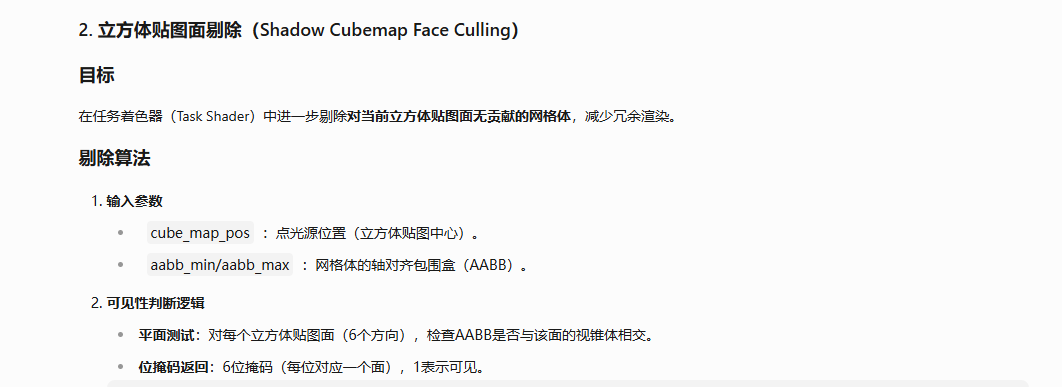 2. 立方体贴图面剔除（Shadow Cubemap Face Culling）
目标
在任务着色器（Task Shader）中进一步剔除对当前立方体贴图面无贡献的网格体，减少冗余渲染。
剔除算法
1. 输入参数
• cube_map_pos ：点光源位置（立方体贴图中心）。
• aabb_min/aabb_max ：网格体的轴对齐包围盒（AABB）。
2. 可见性判断逻辑
• 平面测试：对每个立方体贴图面（6个方向），检查AABB是否与该面的视锥体相交。
• 位掩码返回：6位掩码（每位对应一个面），1表示可见。